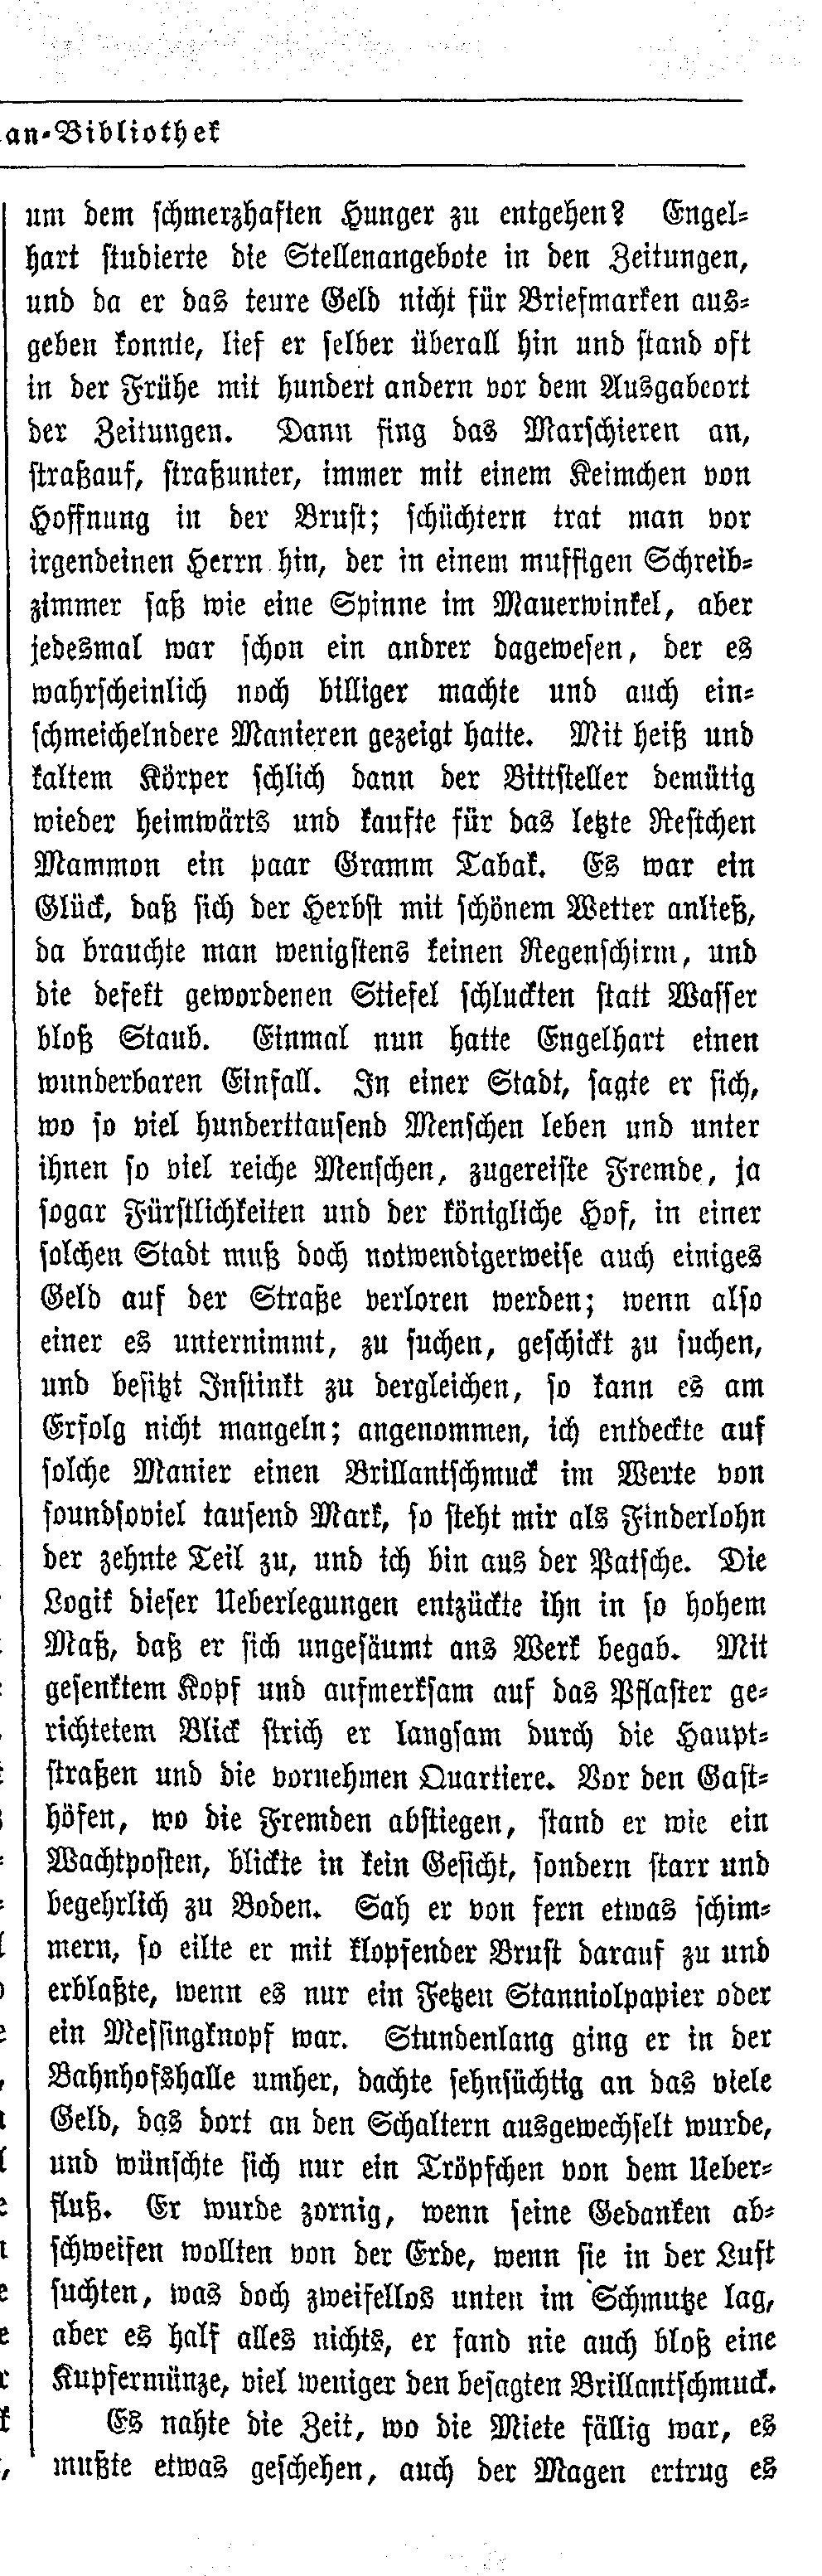 an-Bibliothek
um dem schmerzhaften Hunger zu entgehen? Engel-
hart studierte die Stellenangebote in den Zeitungen,
und da er das teure Geld nicht für Briefmarken aus-
geben konnte, lief er selber überall hin und stand oft
in der Frühe mit hundert andern vor dem Ausgabeort
der Zeitungen. Dann fing das Marschieren an,
straßauf, straßunter, immer mit einem Keimchen von
Hoffnung in der Brust; schüchtern trat man vor
irgendeinen Herrn hin, der in einem muffigen Schreib-
zimmer saß wie eine Spinne im Mauerwinkel, aber
jedesmal war schon ein andrer dagewesen, der es
wahrscheinlich noch billiger machte und auch ein-
schmeichelndere Manieren gezeigt hatte. Mit heiß und
kaltem Körper schlich dann der Bittsteller demütig
wieder heimwärts und kaufte für das letzte Restchen
Mammon ein paar Gramm Tabak. Es war ein
Glück, daß sich der Herbst mit schönem Wetter anließ,
da brauchte man wenigstens keinen Regenschirm, und
die defekt gewordenen Stiefel schluckten statt Wasser
bloß Staub. Einmal nun hatte Engelhart einen
wunderbaren Einfall. In einer Stadt, sagte er sich,
wo so viel hunderttausend Menschen leben und unter
ihnen so viel reiche Menschen, zugereiste Fremde, ja
sogar Fürstlichkeiten und der königliche Hof, in einer
solchen Stadt muß doch notwendigerweise auch einiges
Geld auf der Straße verloren werden; wenn also
einer es unternimmt, zu suchen, geschickt zu suchen,
und besitzt Instinkt zu dergleichen, so kann es am
Erfolg nicht mangeln; angenommen, ich entdeckte auf
solche Manier einen Brillantschmuck im Werte von
soundsoviel tausend Mark, so steht mir als Finderlohn
der zehnte Teil zu, und ich bin aus der Patsche. Die
Logik dieser Ueberlegungen entzückte ihn in so hohem
Maß, daß er sich ungesäumt ans Werk begab. Mit
gesenktem Kopf und aufmerksam auf das Pflaster ge-
richtetem Blick strich er langsam durch die Haupt-
straßen und die vornehmen Quartiere. Vor den Gast-
höfen, wo die Fremden abstiegen, stand er wie ein
Wachtposten, blickte in kein Gesicht, sondern starr und
begehrlich zu Boden. Sah er von fern etwas schim-
mern, so eilte er mit klopfender Brust darauf zu und
erblaßte, wenn es nur ein Fetzen Stanniolpapier oder
ein Messingknopf war. Stundenlang ging er in der
Bahnhofshalle umher, dachte sehnsüchtig an das viele
Geld, das dort an den Schaltern ausgewechselt wurde,
und wünschte sich nur ein Tröpfchen von dem Ueber-
fluß. Er wurde zornig, wenn seine Gedanken ab-
schweifen wollten von der Erde, wenn sie in der Luft
suchten, was doch zweifellos unten im Schmutze lag,
aber es half alles nichts, er fand nie auch bloß eine
Kupfermünze, viel weniger den besagten Brillantschmuck.
Es nahte die Zeit, wo die Miete fällig war, es
mußte etwas geschehen, auch der Magen ertrug es